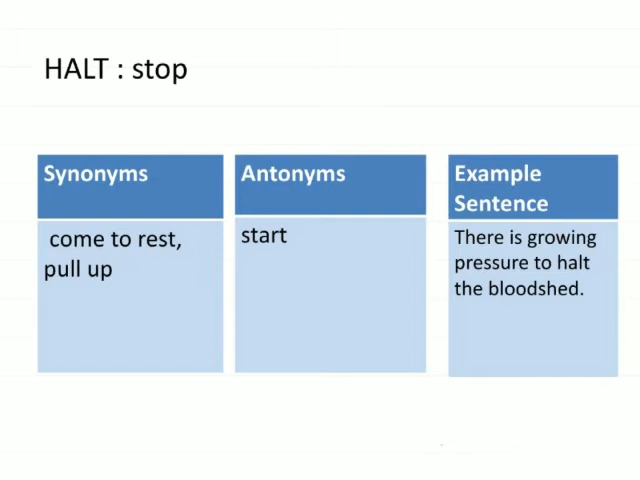 HALT : stop
Synonyms
come to rest,
pull up
Antonyms
start
Example
Sentence
There is growing
pressure to halt
the bloodshed.